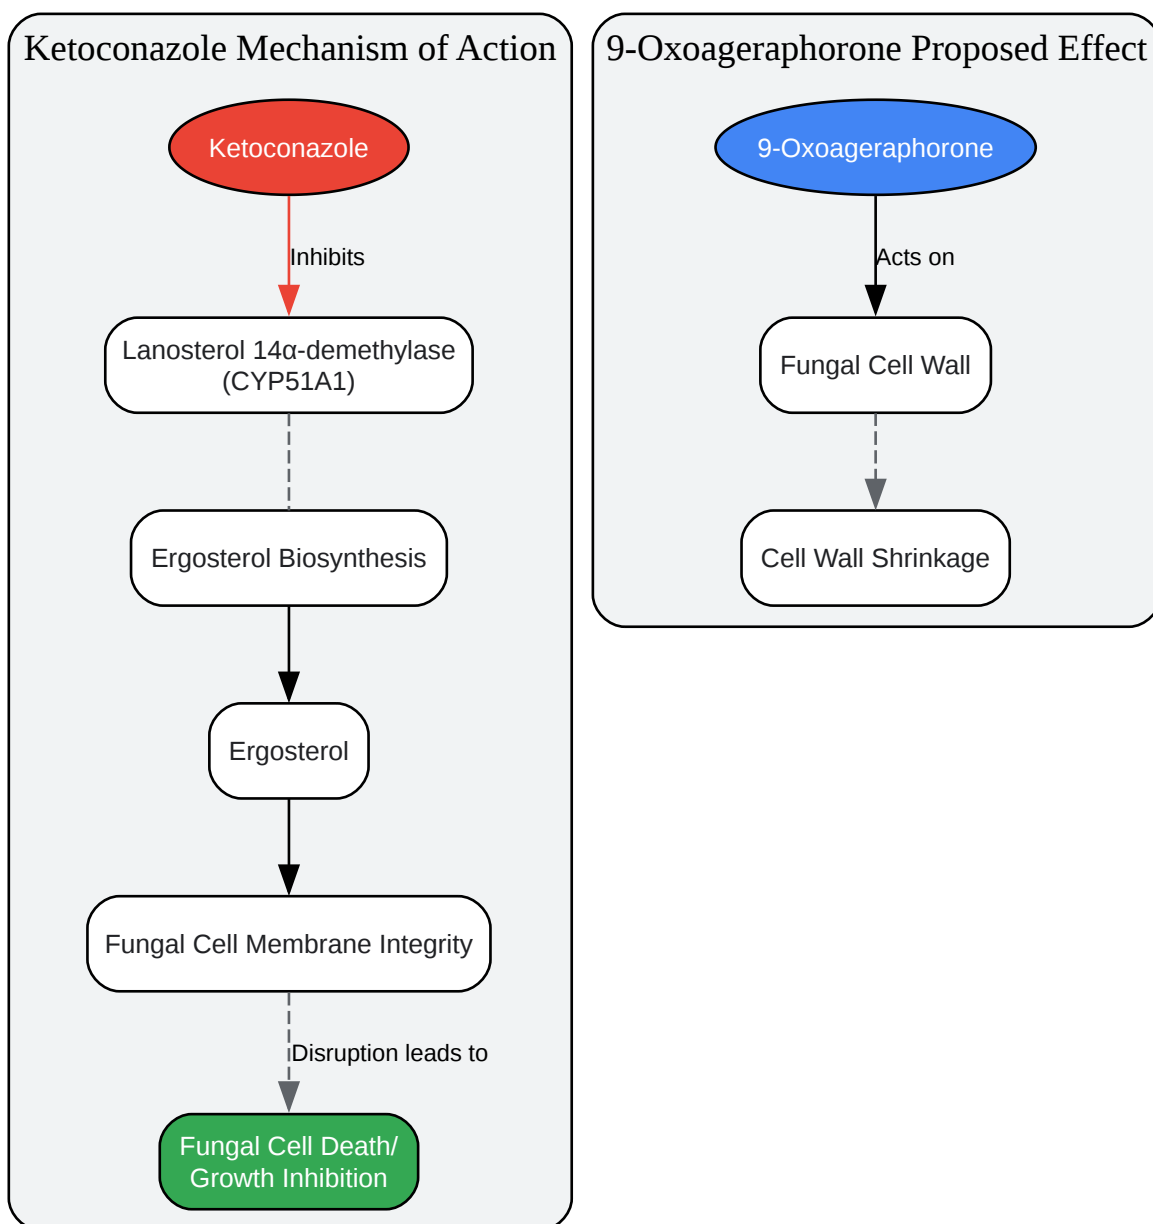 Ketoconazole Mechanism of Action
Ketoconazole
Inhibits
Lanosterol 14α-demethylase
(CYP51A1)
Ergosterol Biosynthesis
Ergosterol
Fungal Cell Membrane Integrity
Disruption leads to
Fungal Cell Death/
Growth Inhibition
9-Oxoageraphorone Proposed Effect
9-Oxoageraphorone
Acts on
Fungal Cell Wall
Cell Wall Shrinkage